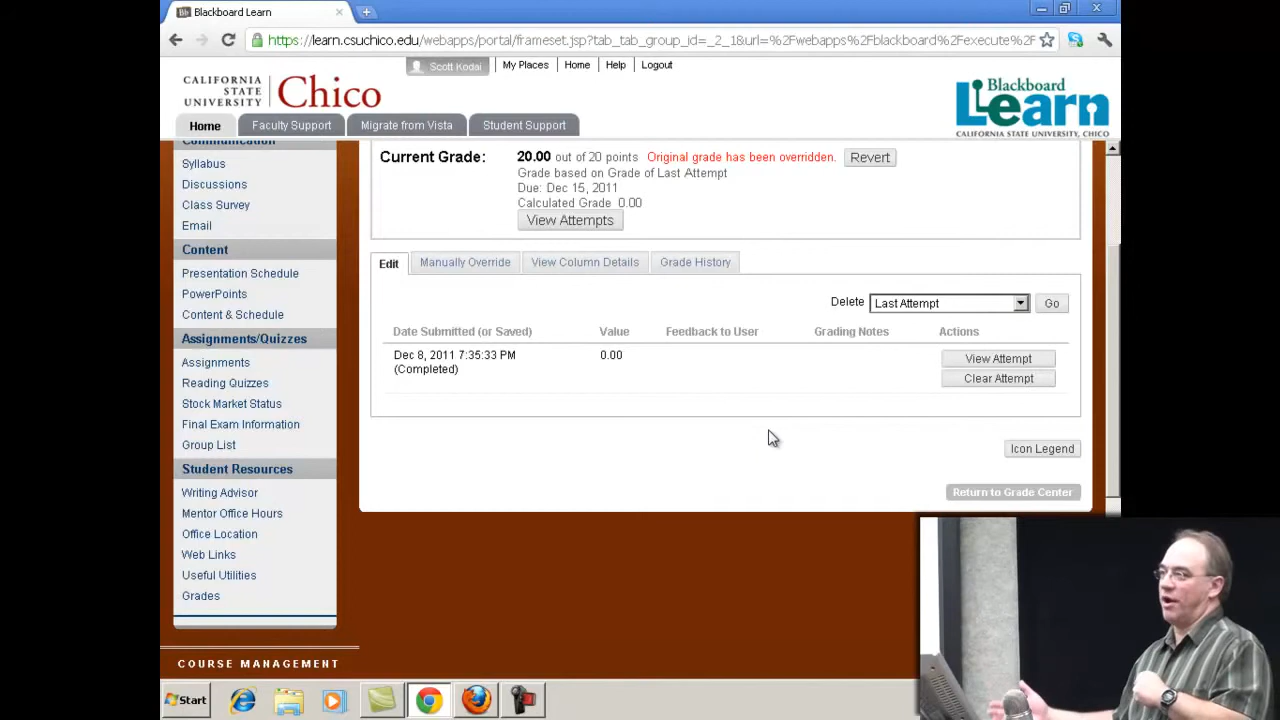 Blackboard Learn
https://learn.csuchico.edu/webapps/portal/frameset.jsp?tab_tab_group_id=_2_1&url=%2Fwebapps%2Fblackboard%2Fexecute%2F
Scott Kodai My Places Home Help Logout
CALIFORNIA STATE UNIVERSITY Chico
Blackboard Learn
CALIFORNIA STATE UNIVERSITY, CHICO
Home Faculty Support Migrate from Vista Student Support
Communication
Syllabus
Discussions
Class Survey
Email
Content
Presentation Schedule
PowerPoints
Content & Schedule
Assignments/Quizzes
Assignments
Reading Quizzes
Stock Market Status
Final Exam Information
Group List
Student Resources
Writing Advisor
Mentor Office Hours
Office Location
Web Links
Useful Utilities
Grades
COURSE MANAGEMENT
Current Grade: 20.00 out of 20 points Original grade has been overridden. Revert
Grade based on Grade of Last Attempt
Due: Dec 15, 2011
Calculated Grade 0.00
View Attempts
Edit Manually Override View Column Details Grade History
Delete Last Attempt Go
Date Submitted (or Saved) Value Feedback to User Grading Notes Actions
Dec 8, 2011 7:35:33 PM 0.00 View Attempt
(Completed) Clear Attempt
Icon Legend
Return to Grade Center
Start